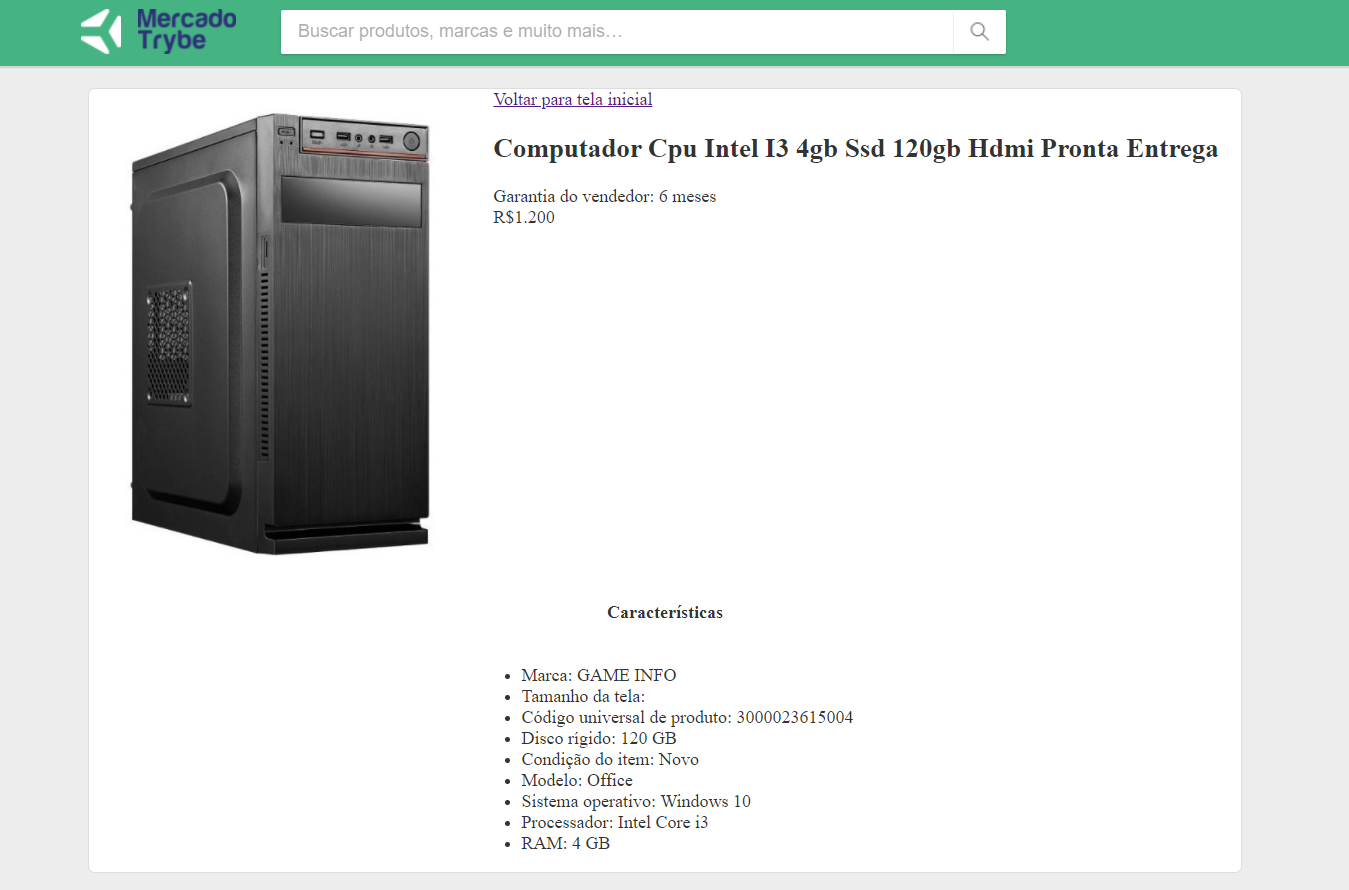 Mercado
Trybe
Buscar produtos, marcas e muito mais…
Voltar para tela inicial
Computador Cpu Intel I3 4gb Ssd 120gb Hdmi Pronta Entrega
Garantia do vendedor: 6 meses
R$1.200
Características
Marca: GAME INFO
Tamanho da tela:
Código universal de produto: 3000023615004
Disco rígido: 120 GB
Condição do item: Novo
Modelo: Office
Sistema operativo: Windows 10
Processador: Intel Core i3
RAM: 4 GB